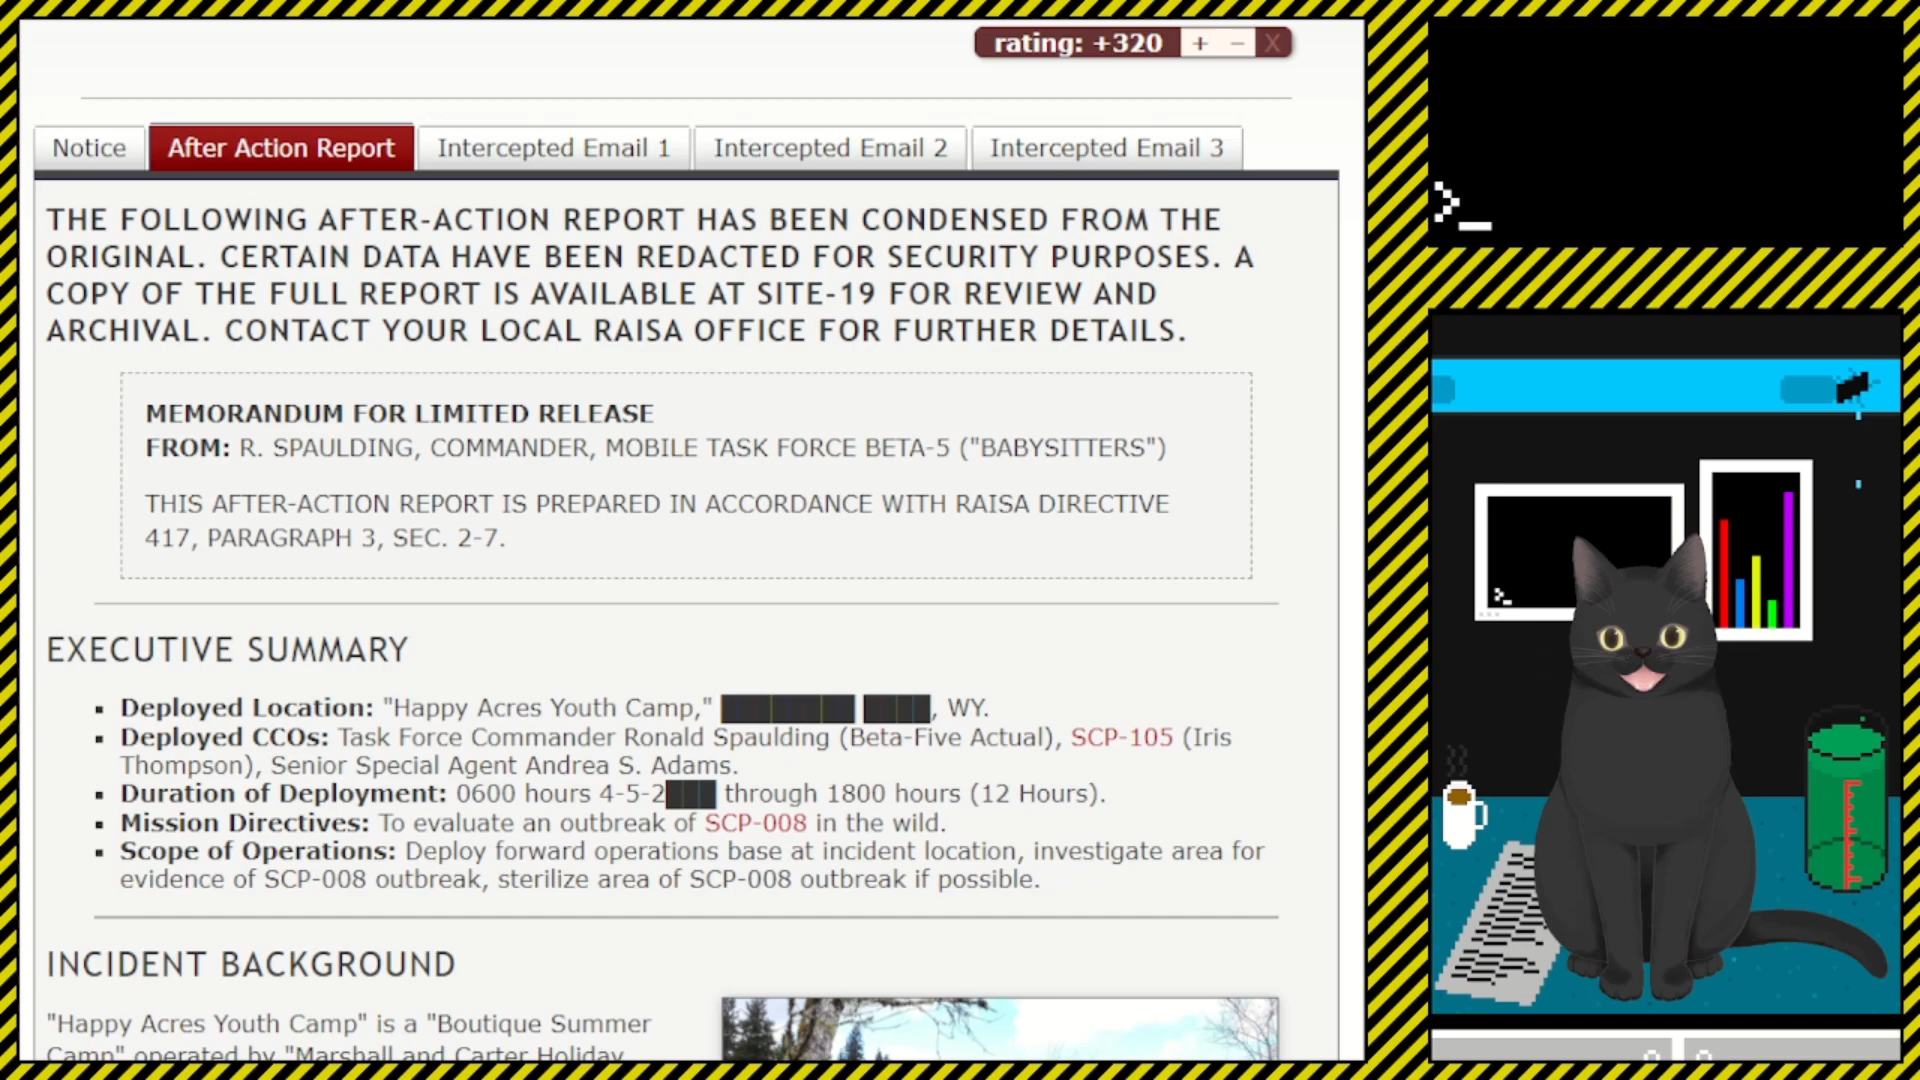 rating: +320 + − X
Notice After Action Report Intercepted Email 1 Intercepted Email 2 Intercepted Email 3
THE FOLLOWING AFTER-ACTION REPORT HAS BEEN CONDENSED FROM THE
ORIGINAL. CERTAIN DATA HAVE BEEN REDACTED FOR SECURITY PURPOSES. A
COPY OF THE FULL REPORT IS AVAILABLE AT SITE-19 FOR REVIEW AND
ARCHIVAL. CONTACT YOUR LOCAL RAISA OFFICE FOR FURTHER DETAILS.
MEMORANDUM FOR LIMITED RELEASE
FROM: R. SPAULDING, COMMANDER, MOBILE TASK FORCE BETA-5 ("BABYSITTERS")
THIS AFTER-ACTION REPORT IS PREPARED IN ACCORDANCE WITH RAISA DIRECTIVE
417, PARAGRAPH 3, SEC. 2-7.
EXECUTIVE SUMMARY
Deployed Location: "Happy Acres Youth Camp," ████████ ████, WY.
Deployed CCOs: Task Force Commander Ronald Spaulding (Beta-Five Actual), SCP-105 (Iris
Thompson), Senior Special Agent Andrea S. Adams.
Duration of Deployment: 0600 hours 4-5-2███ through 1800 hours (12 Hours).
Mission Directives: To evaluate an outbreak of SCP-008 in the wild.
Scope of Operations: Deploy forward operations base at incident location, investigate area for
evidence of SCP-008 outbreak, sterilize area of SCP-008 outbreak if possible.
INCIDENT BACKGROUND
"Happy Acres Youth Camp" is a "Boutique Summer
Camp" operated by "Marshall and Carter Holiday
>_
>_